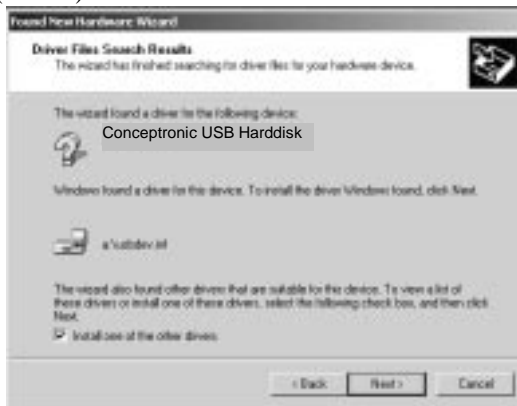 Found New Hardware Wizard
Driver Files Search Results
The wizard has finished searching for driver files for your hardware device.
The wizard found a driver for the following device:
Conceptronic USB Harddisk
Windows found a driver for this device. To install the driver Windows found, click Next.
a:\usbdev.inf
The wizard also found other drivers that are suitable for this device. To view a list of
these drivers or install one of these drivers, select the following check box, and then click
Next.
Install one of the other drivers
< Back
Next >
Cancel